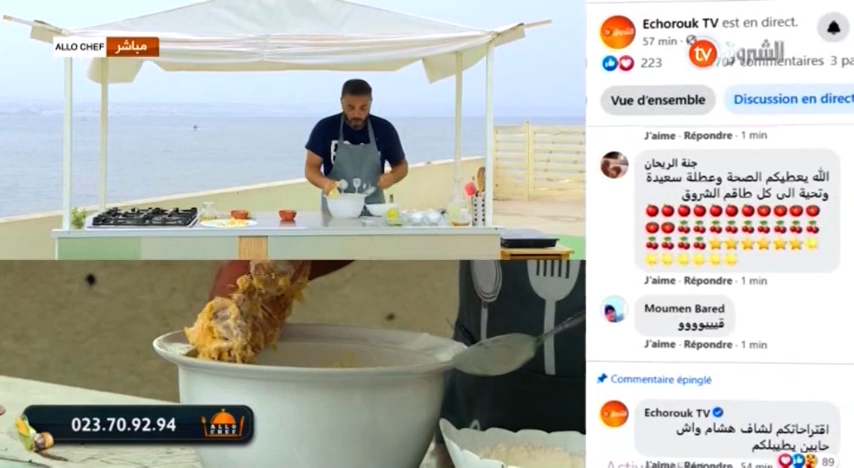 ALLO CHEF مباشر
Echorouk TV est en direct.
57 min
tv الشروق
223
commentaires 3
Vue d'ensemble
Discussion en direct
J'aime · Répondre · 1 min
جنة الريحان
الله يعطيكم الصحة وعطلة سعيدة
وتحية الى كل طاقم الشروق
J'aime · Répondre · 1 min
Moumen Bared
قييييوووو
J'aime · Répondre · 1 min
Commentaire épinglé
Echorouk TV
اقتراحاتكم لشاف هشام واش
حابين يطيبلكم
J'aime · Répondre · 54 min
89
023.70.92.94
ALLO CHEF